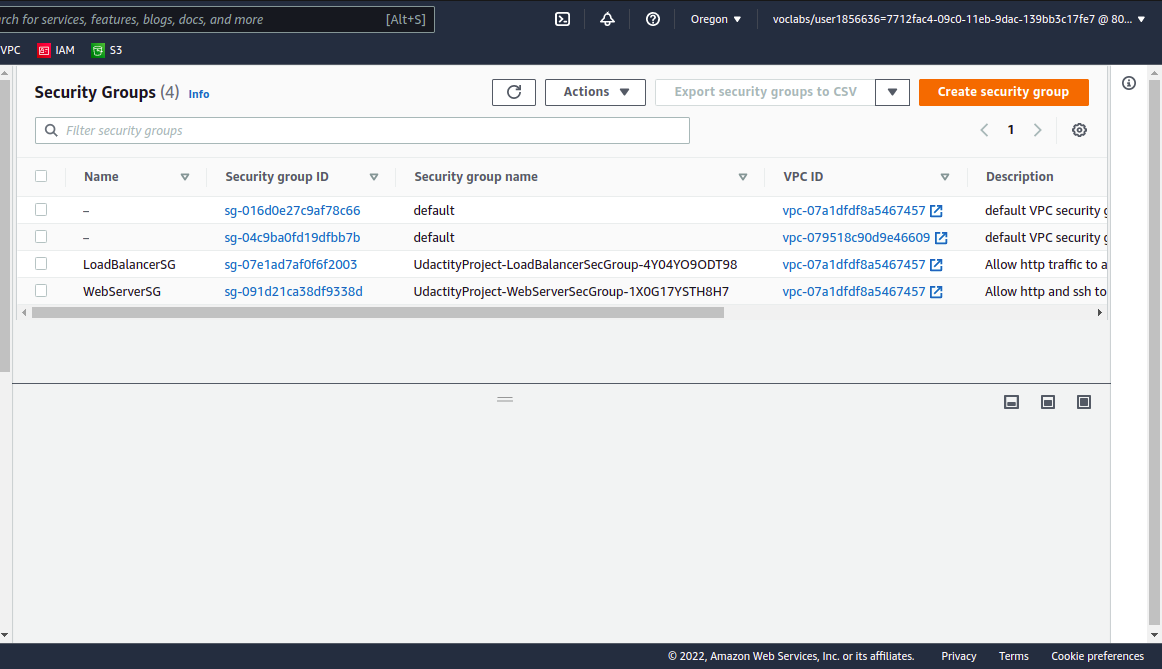 rch for services, features, blogs, docs, and more [Alt+S] Oregon ▼ voclabs/user1856636=7712fac4-09c0-11eb-9dac-139bb3c17fe7 @ 80... ▼
VPC IAM S3
Security Groups (4) Info Actions ▼ Export security groups to CSV ▼ Create security group
Filter security groups 1
Name Security group ID Security group name VPC ID Description
– sg-016d0e27c9af78c66 default vpc-07a1dfdf8a5467457 default VPC security g
– sg-04c9ba0fd19dfbb7b default vpc-079518c90d9e46609 default VPC security g
LoadBalancerSG sg-07e1ad7af0f6f2003 UdactityProject-LoadBalancerSecGroup-4Y04YO9ODT98 vpc-07a1dfdf8a5467457 Allow http traffic to a
WebServerSG sg-091d21ca38df9338d UdactityProject-WebServerSecGroup-1X0G17YSTH8H7 vpc-07a1dfdf8a5467457 Allow http and ssh to
© 2022, Amazon Web Services, Inc. or its affiliates. Privacy Terms Cookie preferences